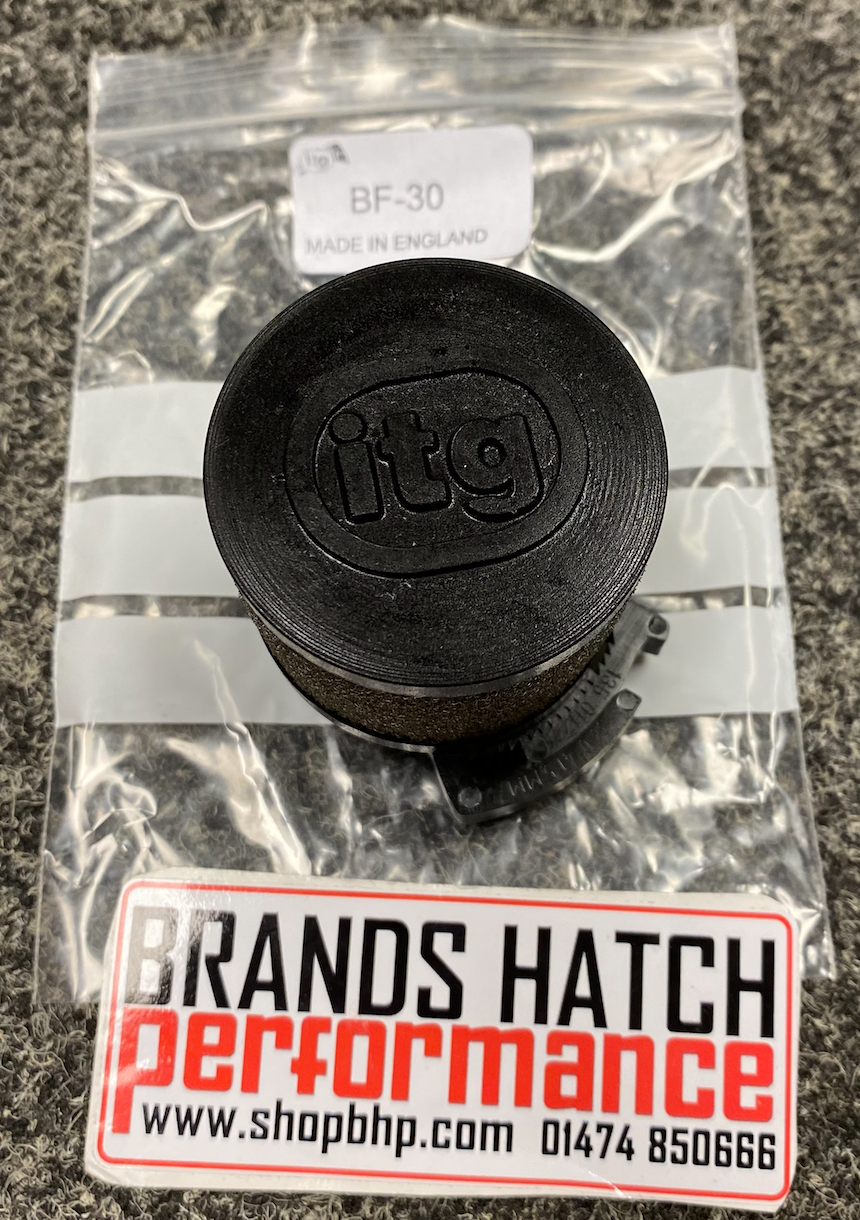 itg
BF-30
MADE IN ENGLAND
itg
BRANDS HATCH
performance
www.shopbhp.com 01474 850666